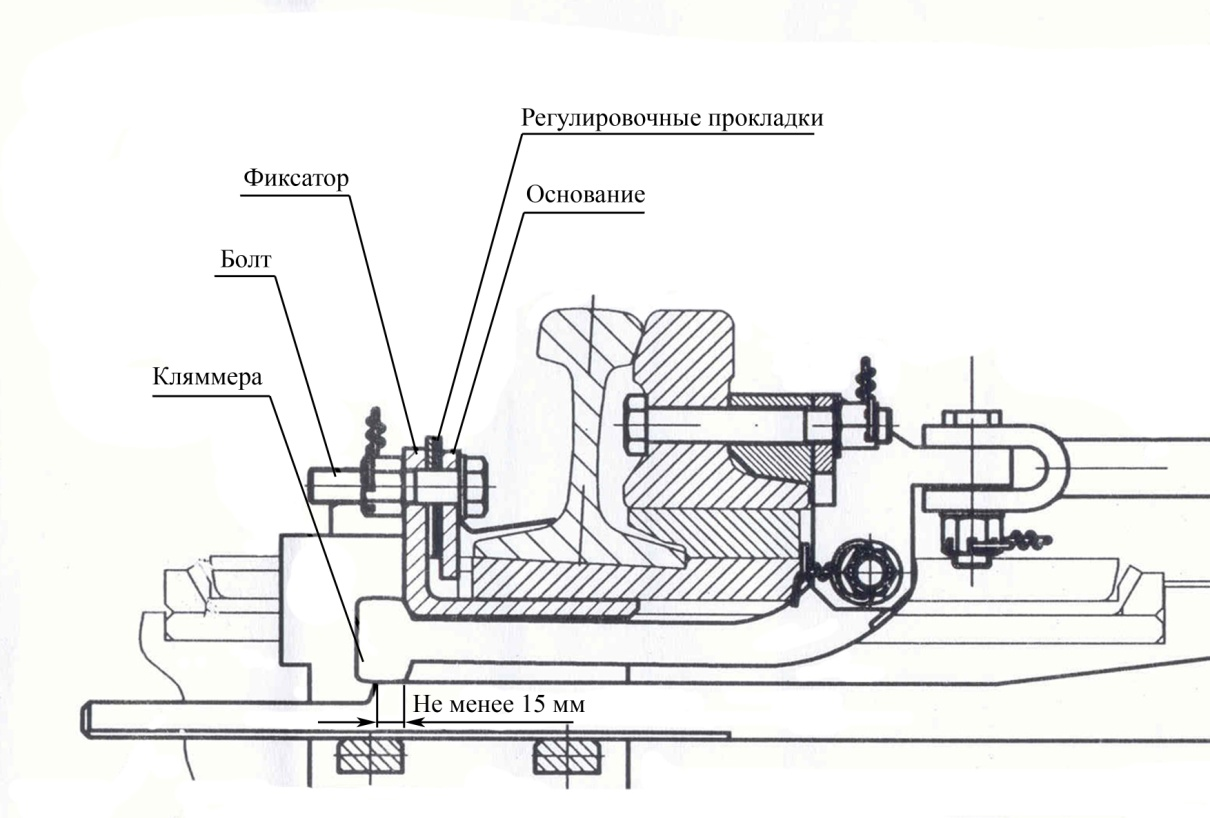 Регулировочные прокладки
Фиксатор
Основание
Болт
Кляммера
Не менее 15 мм